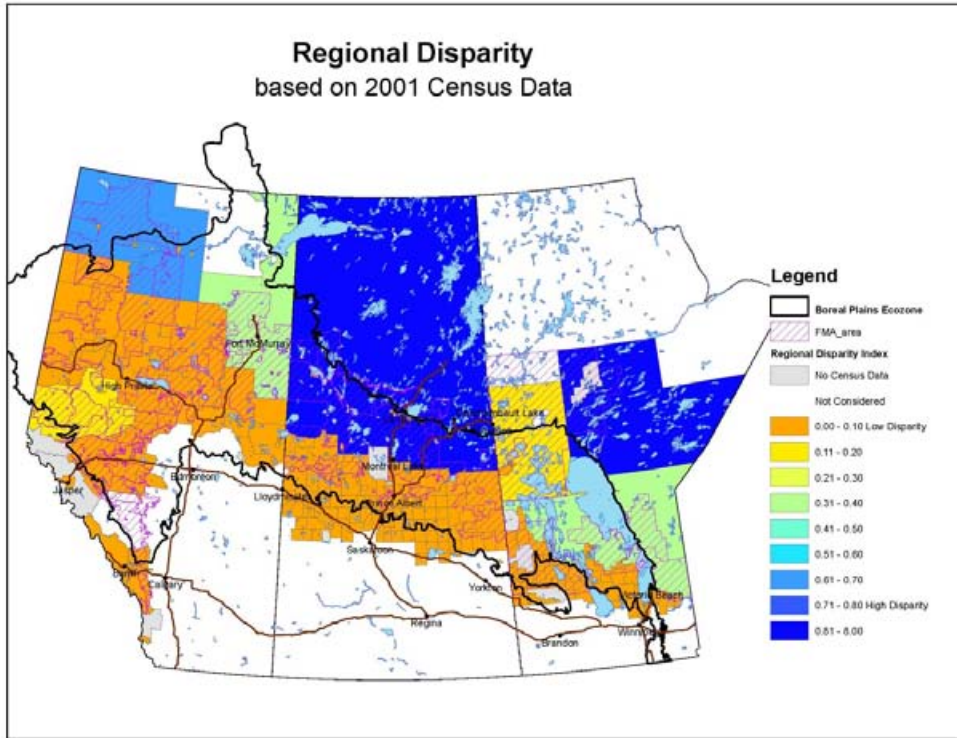 Regional Disparity
based on 2001 Census Data
Fort McMurray
High Prairie
Edmonton
Jasper
Lloydminster
Montreal Lake
Prince Albert
Saskatoon
Banff
Calgary
Yorkton
Victoria Beach
Regina
Brandon
Winnipeg
Legend
Boreal Plains Ecozone
FMA_area
Regional Disparity Index
No Census Data
Not Considered
0.00 - 0.10 Low Disparity
0.11 - 0.20
0.21 - 0.30
0.31 - 0.40
0.41 - 0.50
0.51 - 0.60
0.61 - 0.70
0.71 - 0.80 High Disparity
0.81 - 8.00